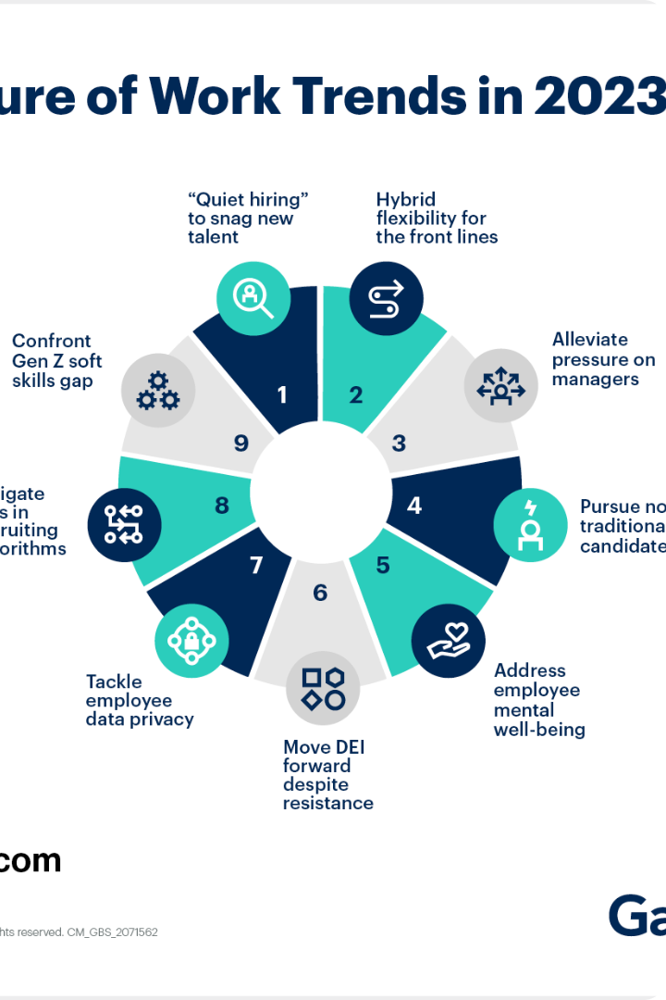 ure of Work Trends in 2023
“Quiet hiring”
to snag new
talent
Hybrid
flexibility for
the front lines
Alleviate
pressure on
managers
Pursue no
traditiona
candidate
Address
employee
mental
well-being
Move DEI
forward
despite
resistance
Tackle
employee
data privacy
igate
s in
ruiting
orithms
Confront
Gen Z soft
skills gap
1
2
3
4
5
6
7
8
9
.com
hts reserved. CM_GBS_2071562
Ga